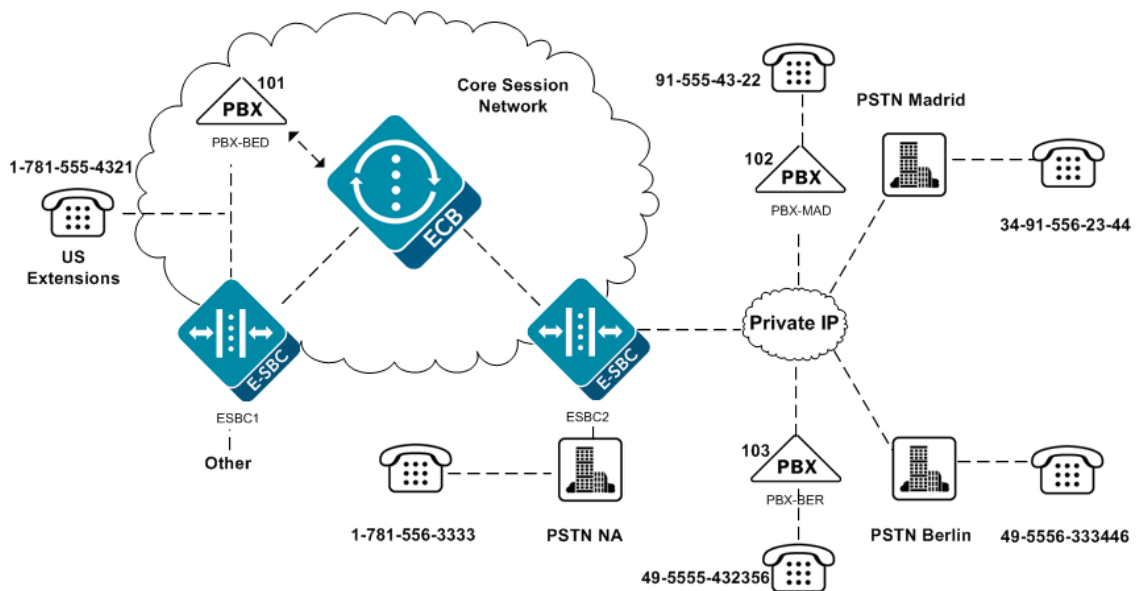 101
PBX
PBX-BED
Core Session
Network
1-781-555-4321
US
Extensions
ECB
E-SBC
ESBC1
Other
E-SBC
ESBC2
1-781-556-3333
PSTN NA
91-555-43-22
PSTN Madrid
102
PBX
PBX-MAD
34-91-556-23-44
Private IP
103
PBX
PBX-BER
49-5555-432356
PSTN Berlin
49-5556-333446